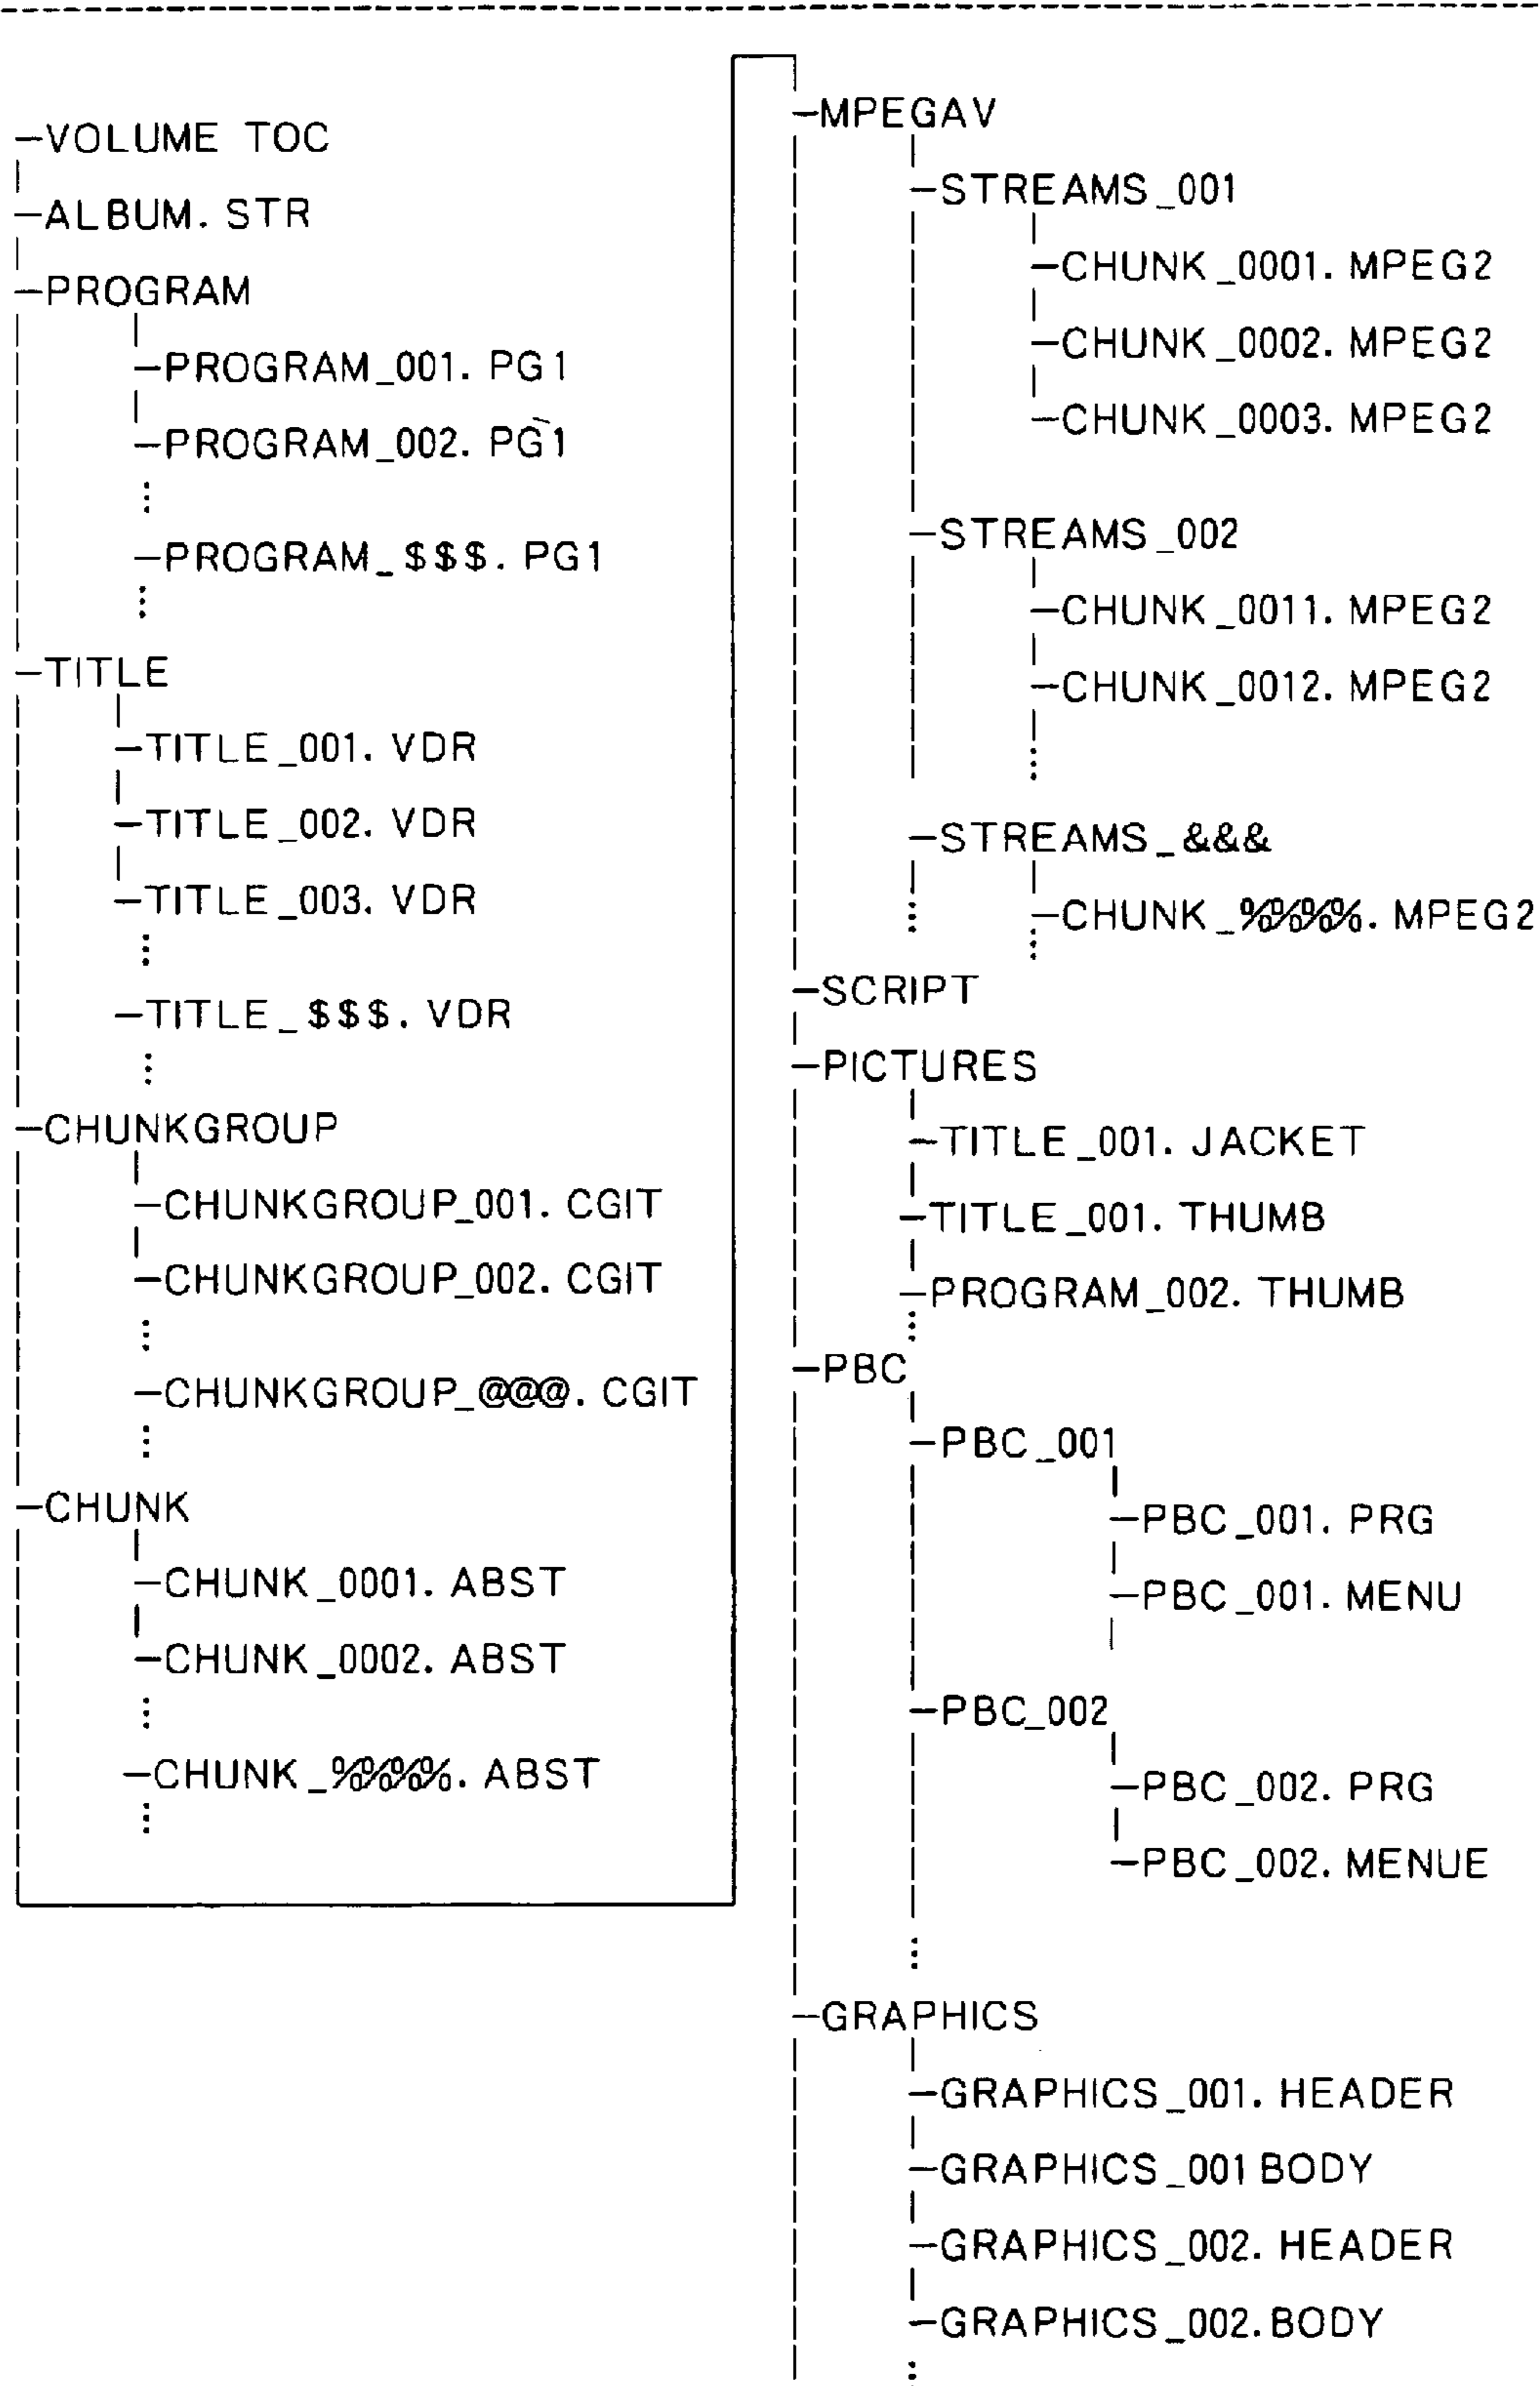 VOLUME TOC
ALBUM. STR
PROGRAM
PROGRAM_001. PG1
PROGRAM_002. PG1
PROGRAM_$$$. PG1
TITLE
TITLE_001. VDR
TITLE_002. VDR
TITLE_003. VDR
TITLE_$$$. VDR
CHUNKGROUP
CHUNKGROUP_001. CGIT
CHUNKGROUP_002. CGIT
CHUNKGROUP_@@@. CGIT
CHUNK
CHUNK_0001. ABST
CHUNK_0002. ABST
CHUNK_%%%%. ABST
MPEGAV
STREAMS_001
CHUNK_0001. MPEG2
CHUNK_0002. MPEG2
CHUNK_0003. MPEG2
STREAMS_002
CHUNK_0011. MPEG2
CHUNK_0012. MPEG2
STREAMS_&&&
CHUNK_%%%%. MPEG2
SCRIPT
PICTURES
TITLE_001. JACKET
TITLE_001. THUMB
PROGRAM_002. THUMB
PBC
PBC_001
PBC_001. PRG
PBC_001. MENU
PBC_002
PBC_002. PRG
PBC_002. MENUE
GRAPHICS
GRAPHICS_001. HEADER
GRAPHICS_001 BODY
GRAPHICS_002. HEADER
GRAPHICS_002. BODY